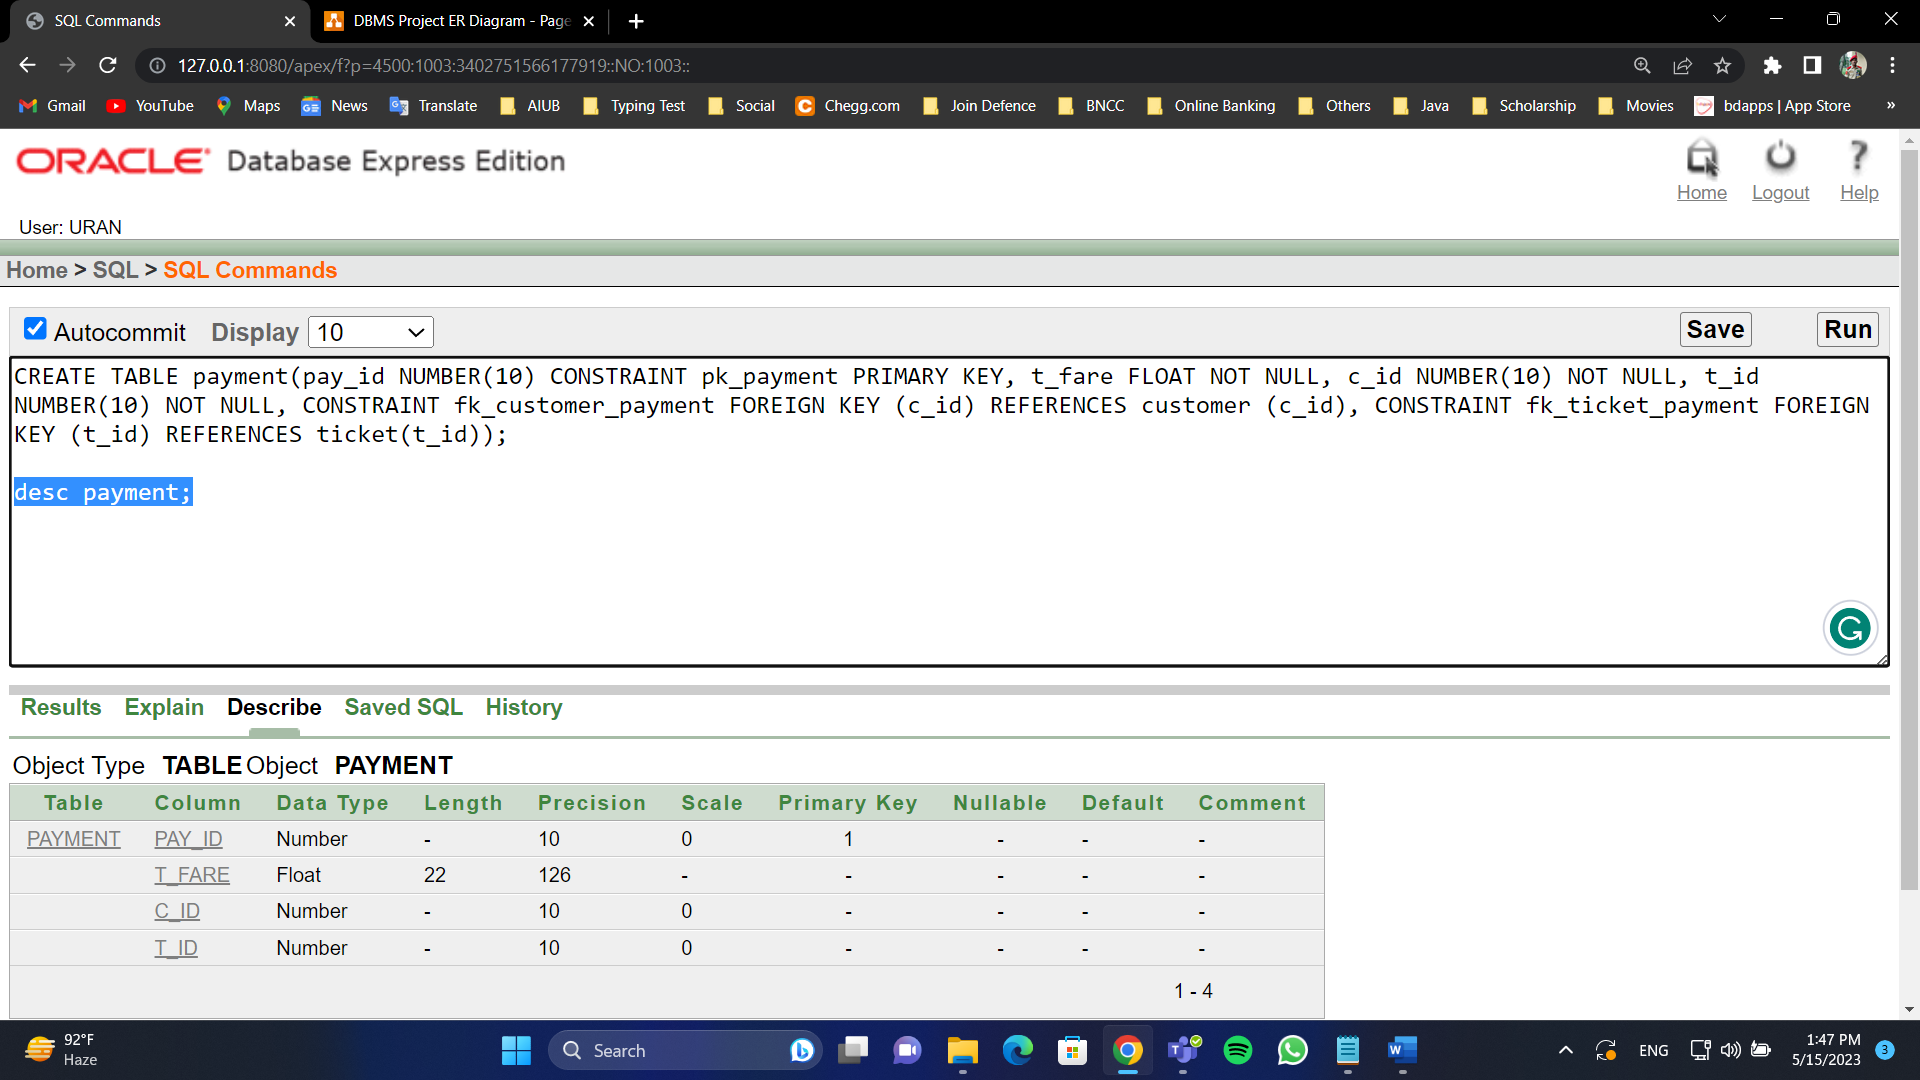 SQL Commands
DBMS Project ER Diagram - Page
127.0.0.1:8080/apex/f?p=4500:1003:3402751566177919::NO:1003::
Gmail YouTube Maps News Translate AIUB Typing Test Social Chegg.com Join Defence BNCC Online Banking Others Java Scholarship Movies bdapps | App Store »
ORACLE Database Express Edition
Home Logout Help
User: URAN
Home > SQL > SQL Commands
Autocommit Display 10 Save Run
CREATE TABLE payment(pay_id NUMBER(10) CONSTRAINT pk_payment PRIMARY KEY, t_fare FLOAT NOT NULL, c_id NUMBER(10) NOT NULL, t_id
NUMBER(10) NOT NULL, CONSTRAINT fk_customer_payment FOREIGN KEY (c_id) REFERENCES customer (c_id), CONSTRAINT fk_ticket_payment FOREIGN
KEY (t_id) REFERENCES ticket(t_id));
desc payment;
Results Explain Describe Saved SQL History
Object Type TABLE Object PAYMENT
Table Column Data Type Length Precision Scale Primary Key Nullable Default Comment
PAYMENT PAY_ID Number - 10 0 1 - - -
T_FARE Float 22 126 - - - - -
C_ID Number - 10 0 - - - -
T_ID Number - 10 0 - - - -
1 - 4
92°F
Haze
Search
ENG
1:47 PM
5/15/2023
3